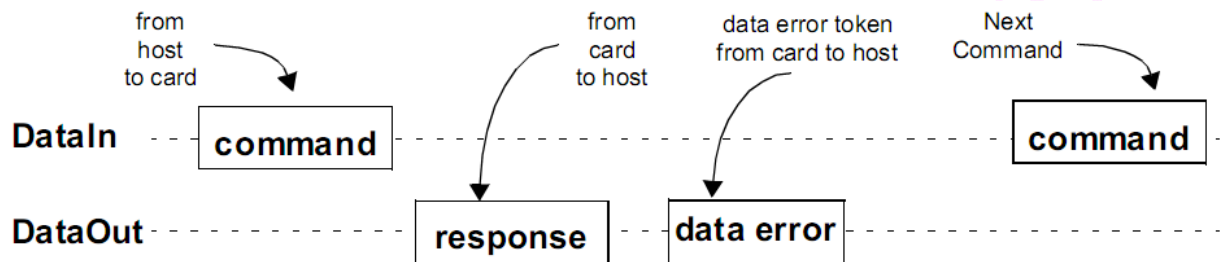 from
host
to card
from
card
to host
data error token
from card to host
Next
Command
DataIn
command
command
DataOut
response
data error